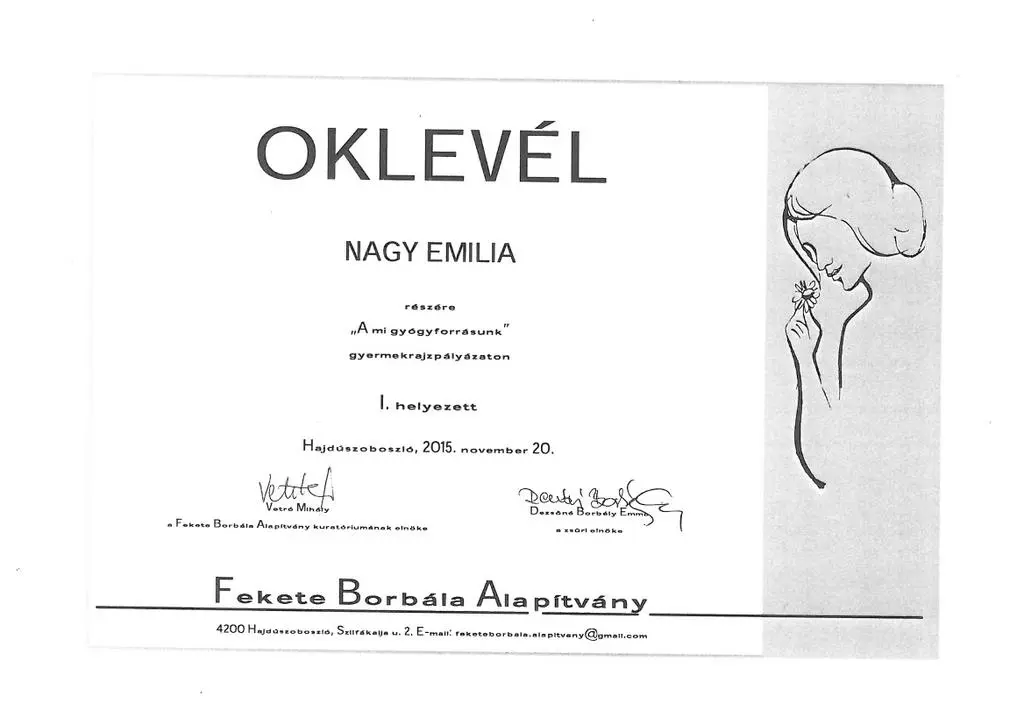 OKLEVÉL
NAGY EMILIA
részére
„A mi gyógyforrásunk"
gyermekrajzpályázaton
I. helyezett
Hajdúszoboszló, 2015. november 20.
Vetró Mihály
a Fekete Borbála Alapítvány kuratóriumának elnöke
Dezsőné Borbély Emma
a zsűri elnöke
Fekete Borbála Alapítvány
4200 Hajdúszoboszló, Szilfákalja u. 2. E-mail: feketeborbala.alapitvany@gmail.com